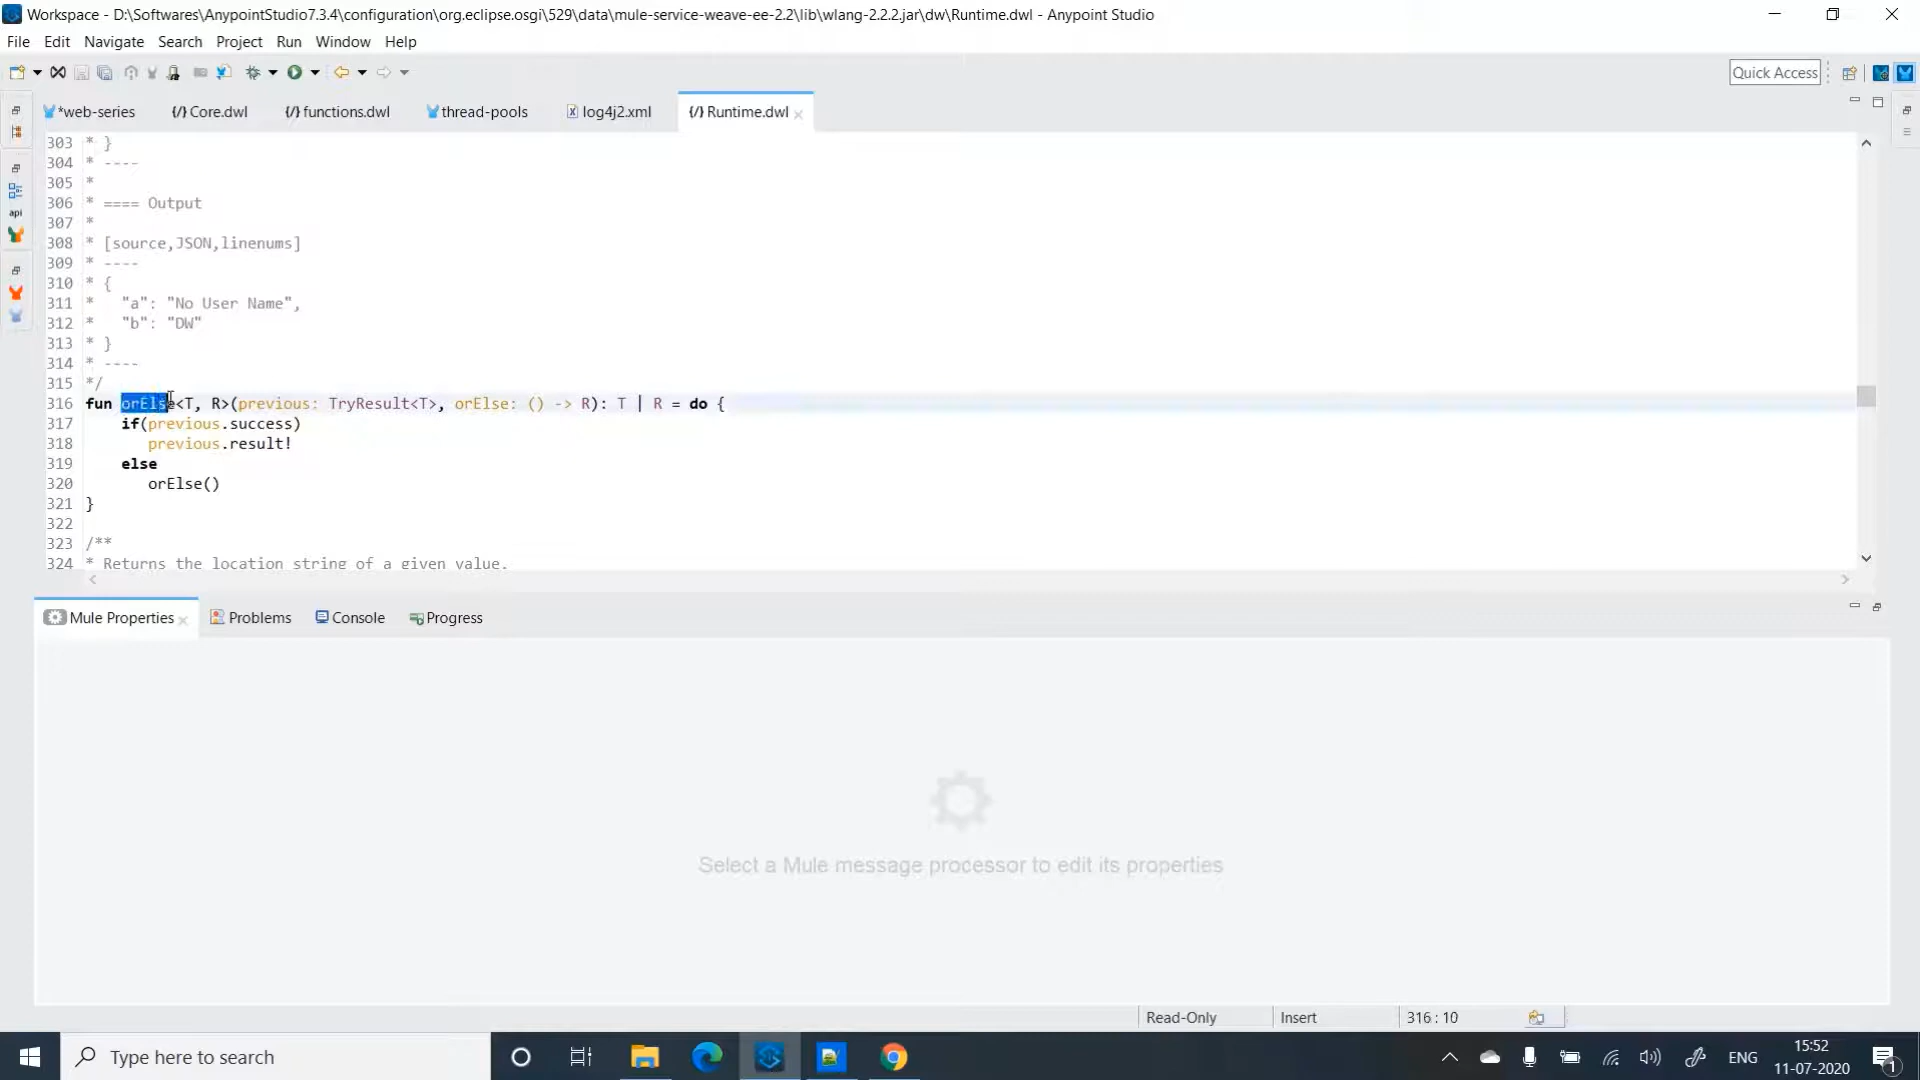 Workspace - D:\Softwares\AnypointStudio7.3.4\configuration\org.eclipse.osgi\529\data\mule-service-weave-ee-2.2\lib\wlang-2.2.2.jar\dw\Runtime.dwl - Anypoint Studio
File Edit Navigate Search Project Run Window Help
Quick Access
*web-series {/} Core.dwl {/} functions.dwl thread-pools log4j2.xml {/} Runtime.dwl
303 * }
304 * ----
305 *
306 * ==== Output
307 *
308 * [source,JSON,linenums]
309 * ----
310 * {
311 *   "a": "No User Name",
312 *   "b": "DW"
313 * }
314 * ----
315 */
316 fun orElse<T, R>(previous: TryResult<T>, orElse: () -> R): T | R = do {
317     if(previous.success)
318        previous.result!
319     else
320        orElse()
321 }
322
323 /**
324 * Returns the location string of a given value.
api
Mule Properties Problems Console Progress
Select a Mule message processor to edit its properties
Read-Only Insert 316 : 10
Type here to search
ENG
15:52
11-07-2020
1